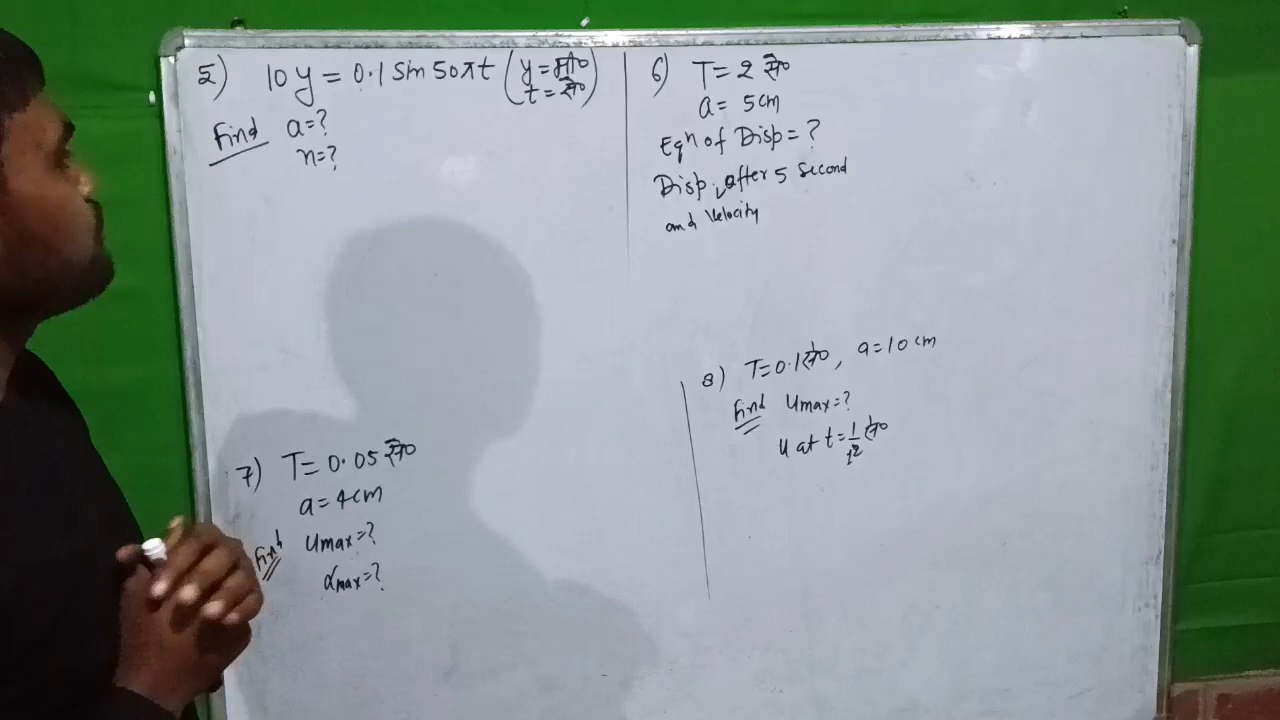 5) 10 y = 0.1 Sin 50πt (y = मी० t = से०)
Find a = ?
n = ?
6) T = 2 से०
a = 5 cm
Eqn of Disp = ?
Disp. after 5 Second
and Velocity
7) T = 0.05 से०
a = 4 cm
Find umax = ?
αmax = ?
8) T = 0.1 से०, a = 10 cm
Find umax = ?
u at t = 1/12 से०